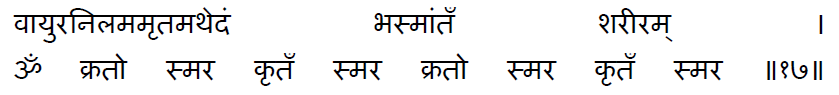 वायुरनिलममृतमथेदं भस्मांतँ शरीरम् ।
ॐ क्रतो स्मर कृतँ स्मर क्रतो स्मर कृतँ स्मर ॥१७॥